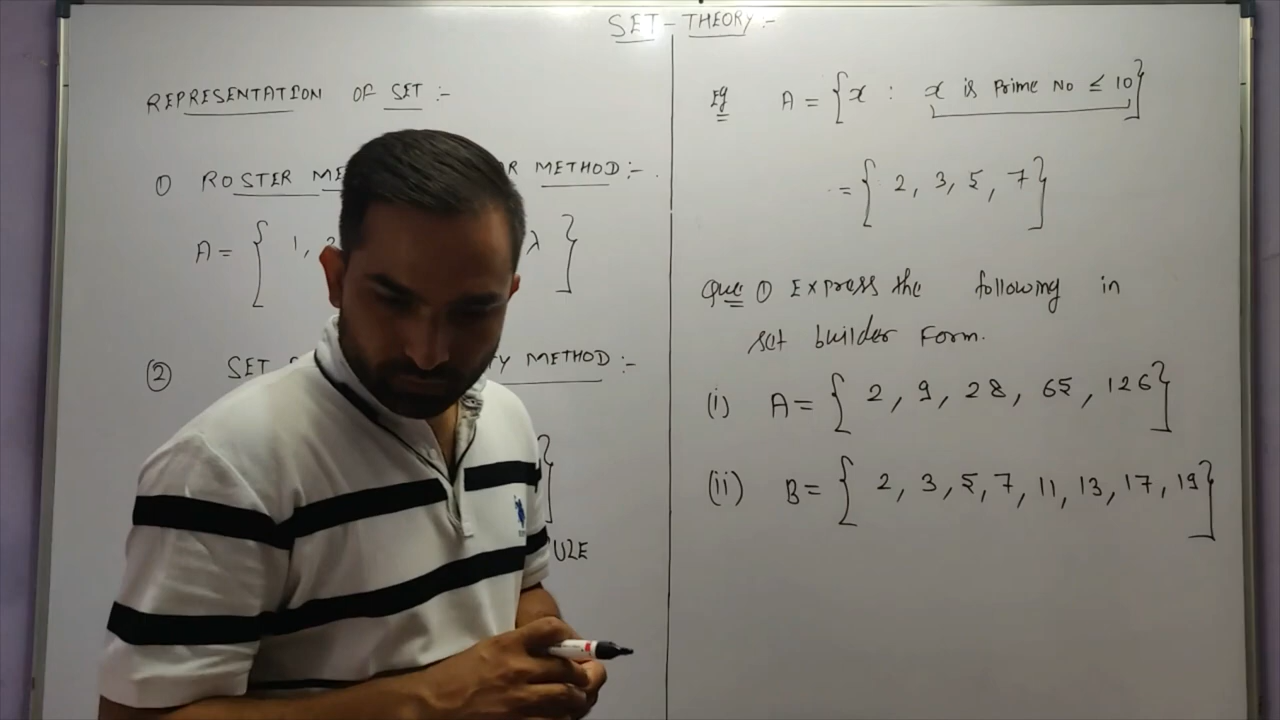 SET-THEORY:-
REPRESENTATION OF SET:-
① ROSTER ME METHOD:-
A = { 1, λ }
② SET METHOD:-
}
ULE
Eg A = {x : x is Prime No ≤ 10}
= { 2, 3, 5, 7 }
Que ① Express the following in
set builder Form.
(i) A = { 2, 9, 28, 65, 126 }
(ii) B = { 2, 3, 5, 7, 11, 13, 17, 19 }